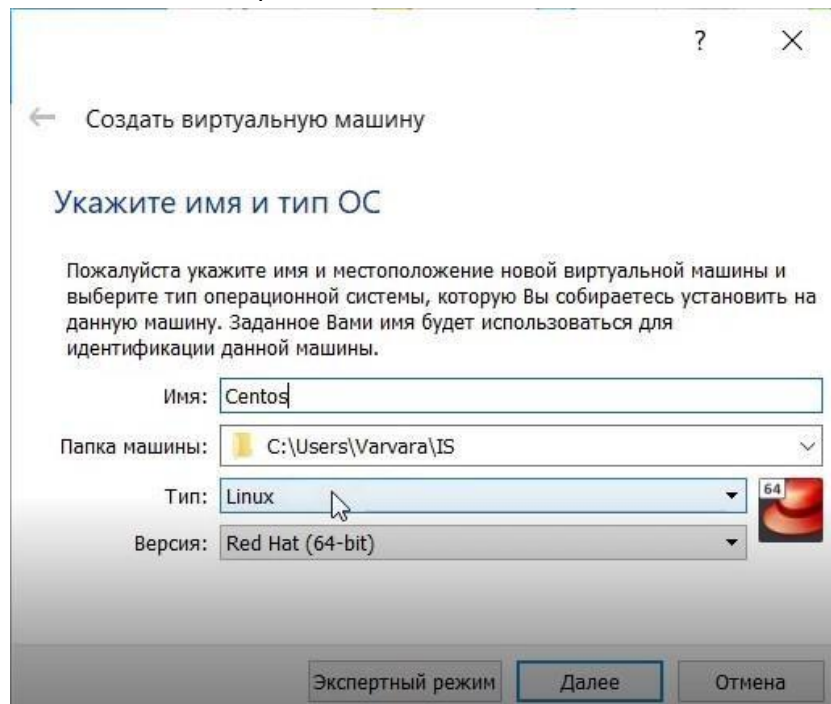 ?
Создать виртуальную машину
Укажите имя и тип ОС
Пожалуйста укажите имя и местоположение новой виртуальной машины и
выберите тип операционной системы, которую Вы собираетесь установить на
данную машину. Заданное Вами имя будет использоваться для
идентификации данной машины.
Имя: Centos
Папка машины: C:\Users\Varvara\IS
Тип: Linux
64
Версия: Red Hat (64-bit)
Экспертный режим Далее Отмена